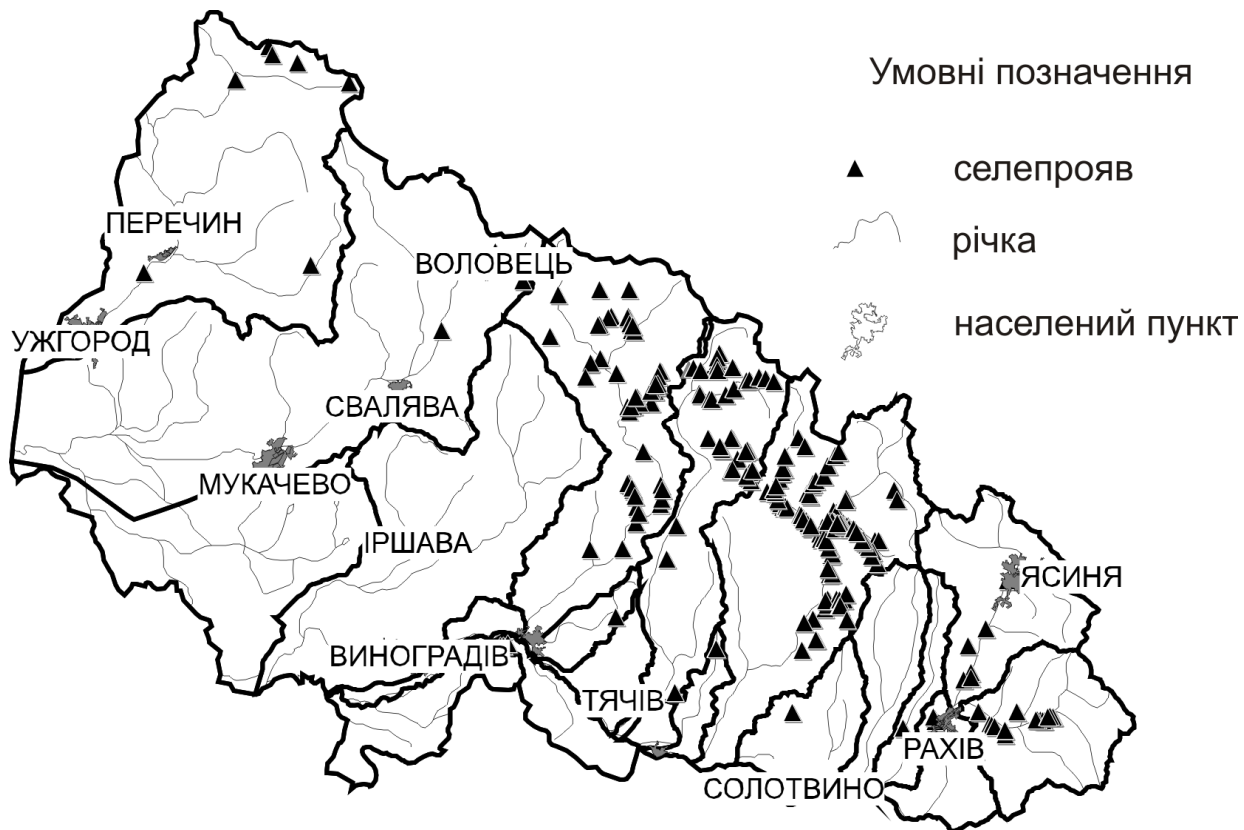 Умовні позначення
селепрояв
річка
населений пункт
ПЕРЕЧИН
ВОЛОВЕЦЬ
УЖГОРОД
СВАЛЯВА
МУКАЧЕВО
ІРШАВА
ЯСИНЯ
ВИНОГРАДІВ
ТЯЧІВ
РАХІВ
СОЛОТВИНО